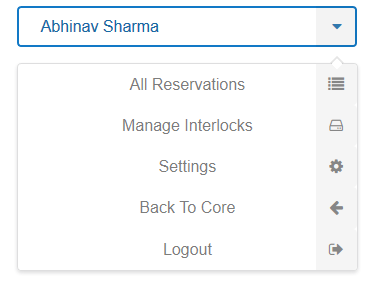 Abhinav Sharma
All Reservations
Manage Interlocks
Settings
Back To Core
Logout